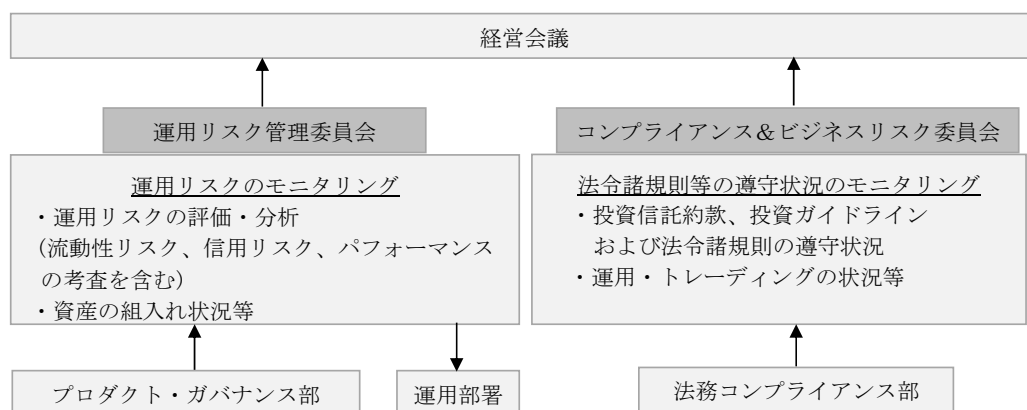 経営会議
運用リスク管理委員会
運用リスクのモニタリング
・運用リスクの評価・分析
(流動性リスク、信用リスク、パフォーマンス
の考査を含む)
・資産の組入れ状況等
プロダクト・ガバナンス部
運用部署
コンプライアンス＆ビジネスリスク委員会
法令諸規則等の遵守状況のモニタリング
・投資信託約款、投資ガイドライン
および法令諸規則の遵守状況
・運用・トレーディングの状況等
法務コンプライアンス部